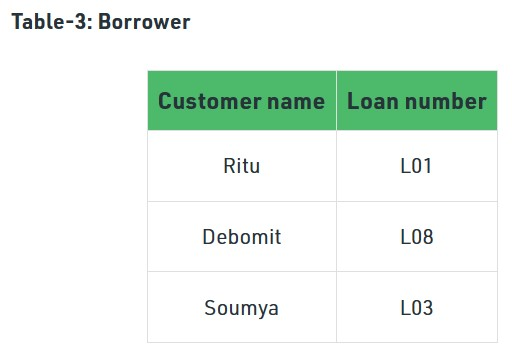 Table-3: Borrower
Customer name Loan number
Ritu L01
Debomit L08
Soumya L03